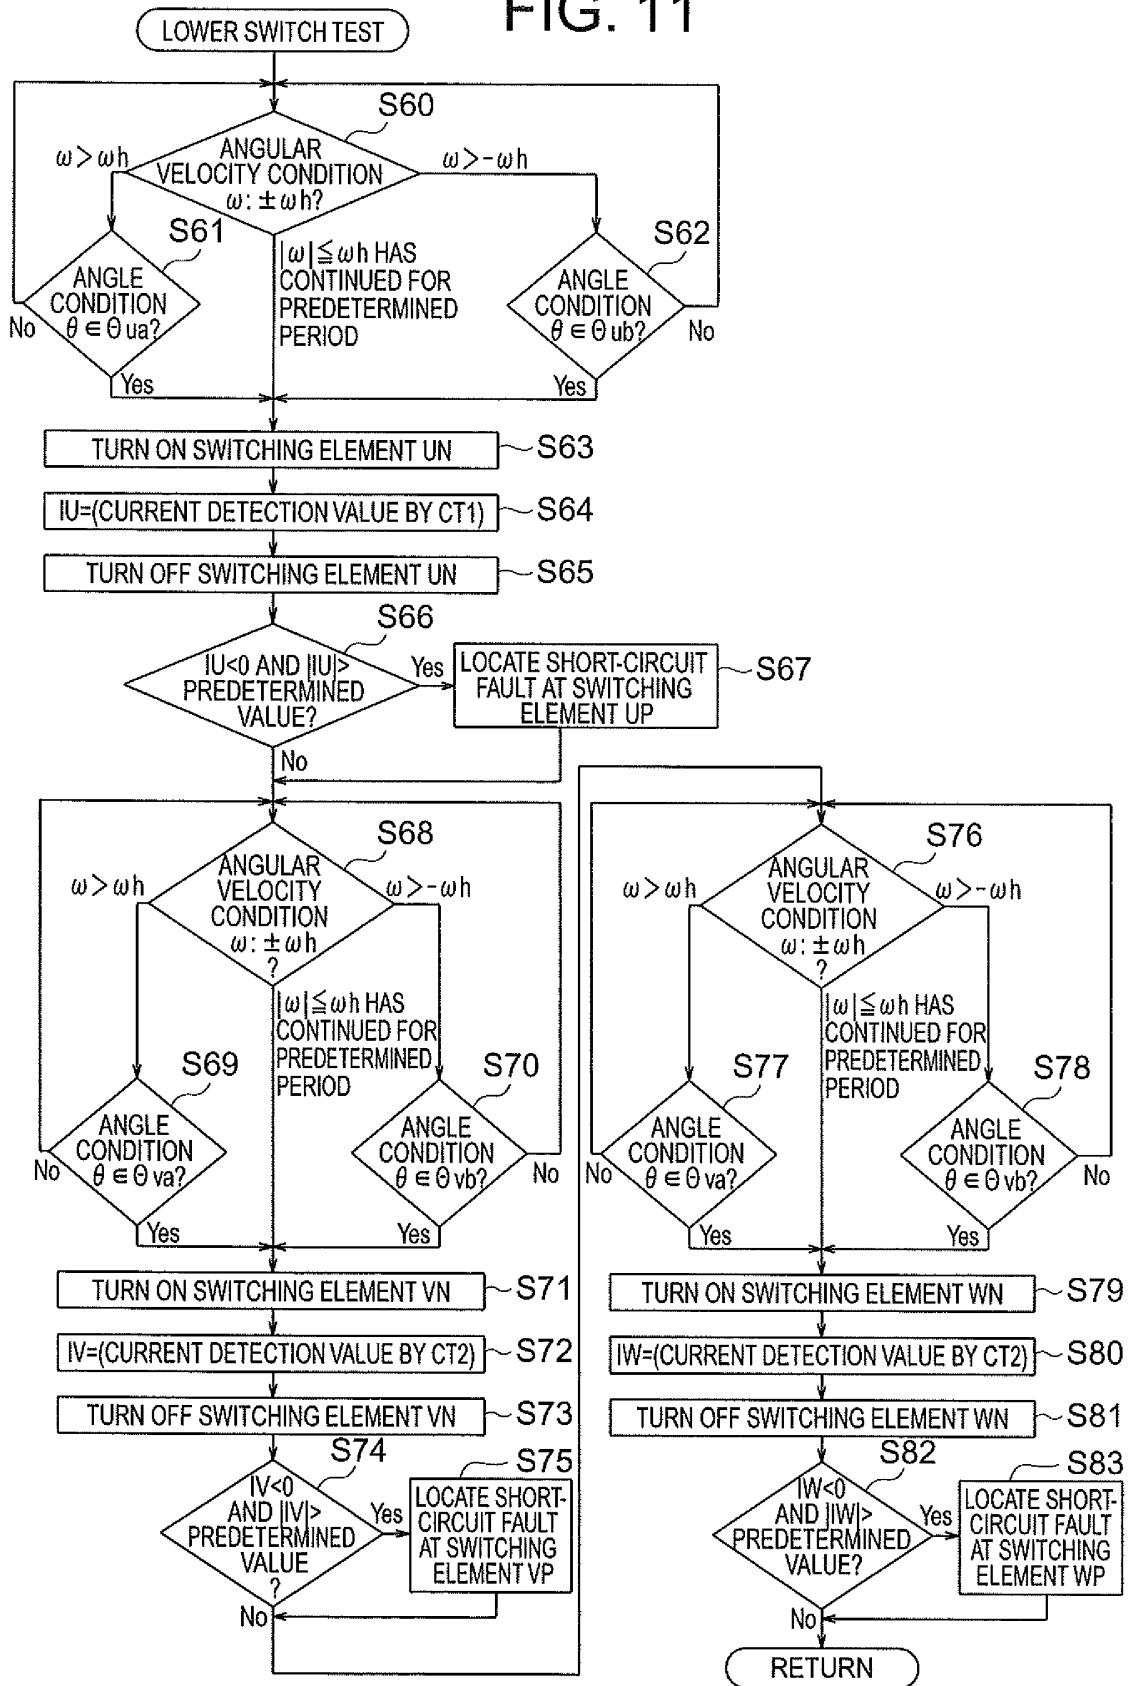 FIG. 11
LOWER SWITCH TEST
S60
ANGULAR
VELOCITY CONDITION
ω: ±ωh?
ω>ωh
ω>-ωh
S61
ANGLE
CONDITION
θ∈Θua?
No
Yes
|ω|≦ωh HAS
CONTINUED FOR
PREDETERMINED
PERIOD
S62
ANGLE
CONDITION
θ∈Θub?
No
Yes
TURN ON SWITCHING ELEMENT UN
S63
IU=(CURRENT DETECTION VALUE BY CT1)
S64
TURN OFF SWITCHING ELEMENT UN
S65
S66
IU<0 AND |IU|>
PREDETERMINED
VALUE?
Yes
No
LOCATE SHORT-CIRCUIT
FAULT AT SWITCHING
ELEMENT UP
S67
S68
ANGULAR
VELOCITY
CONDITION
ω: ±ωh
?
ω>ωh
ω>-ωh
|ω|≦ωh HAS
CONTINUED FOR
PREDETERMINED
PERIOD
S69
ANGLE
CONDITION
θ∈Θva?
No
Yes
S70
ANGLE
CONDITION
θ∈Θvb?
No
Yes
TURN ON SWITCHING ELEMENT VN
S71
IV=(CURRENT DETECTION VALUE BY CT2)
S72
TURN OFF SWITCHING ELEMENT VN
S73
S74
IV<0
AND |IV|>
PREDETERMINED
VALUE
?
Yes
No
S75
LOCATE SHORT-
CIRCUIT FAULT
AT SWITCHING
ELEMENT VP
S76
ANGULAR
VELOCITY
CONDITION
ω: ±ωh
?
ω>ωh
ω>-ωh
|ω|≦ωh HAS
CONTINUED FOR
PREDETERMINED
PERIOD
S77
ANGLE
CONDITION
θ∈Θva?
No
Yes
S78
ANGLE
CONDITION
θ∈Θvb?
No
Yes
TURN ON SWITCHING ELEMENT WN
S79
IW=(CURRENT DETECTION VALUE BY CT2)
S80
TURN OFF SWITCHING ELEMENT WN
S81
S82
IW<0
AND |IW|>
PREDETERMINED
VALUE?
Yes
No
S83
LOCATE SHORT-
CIRCUIT FAULT
AT SWITCHING
ELEMENT WP
RETURN